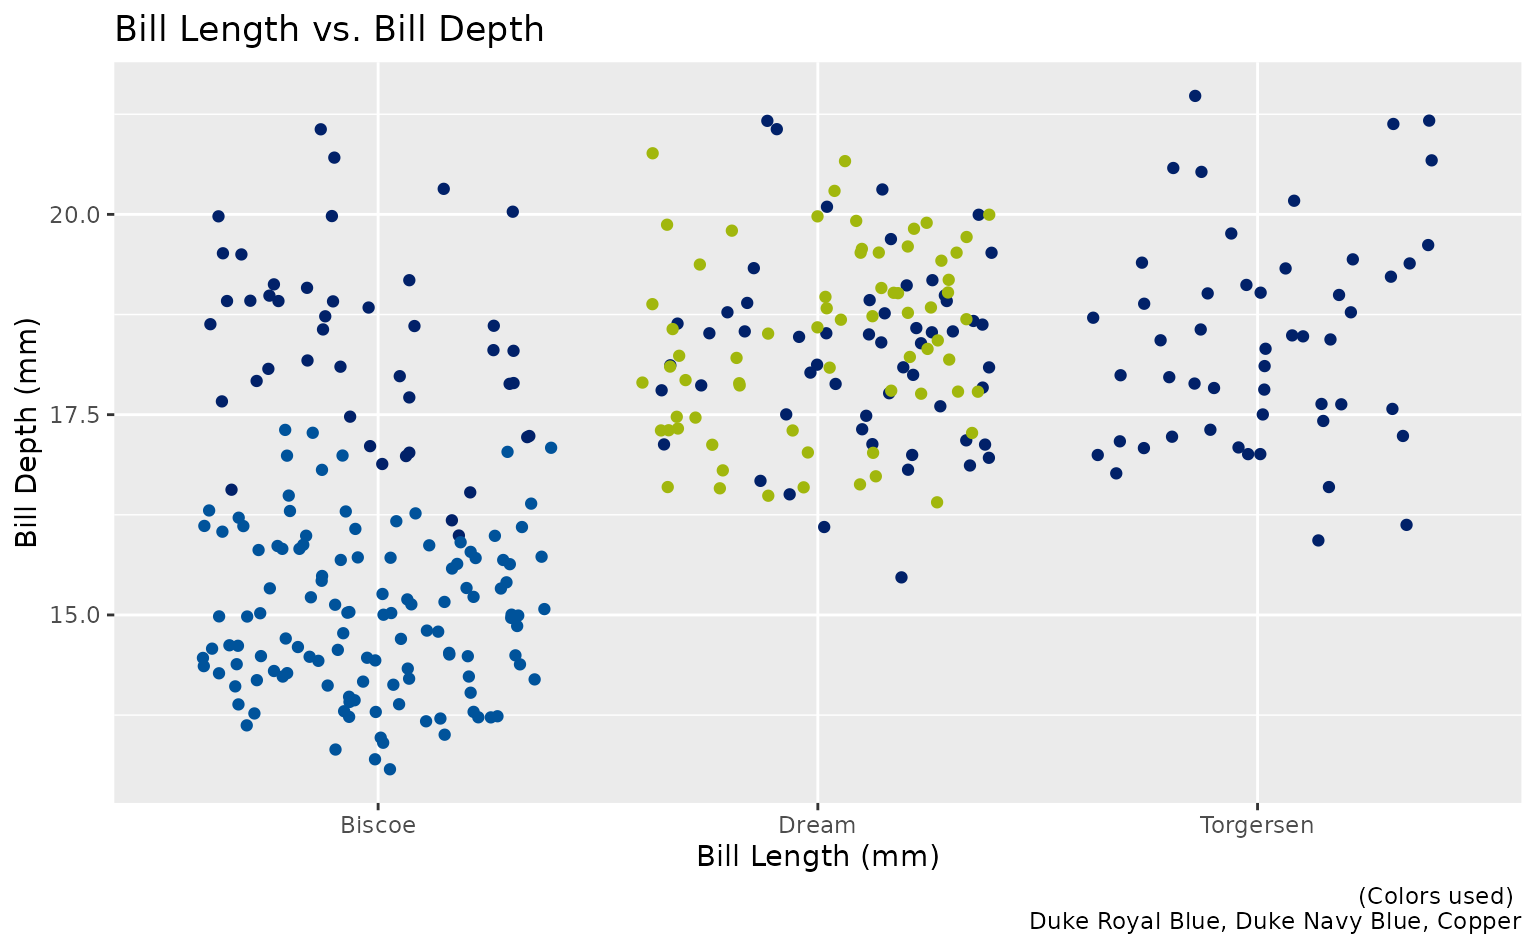 Bill Length vs. Bill Depth
Bill Depth (mm)
20.0
17.5
15.0
Biscoe
Dream
Torgersen
Bill Length (mm)
(Colors used)
Duke Royal Blue, Duke Navy Blue, Copper